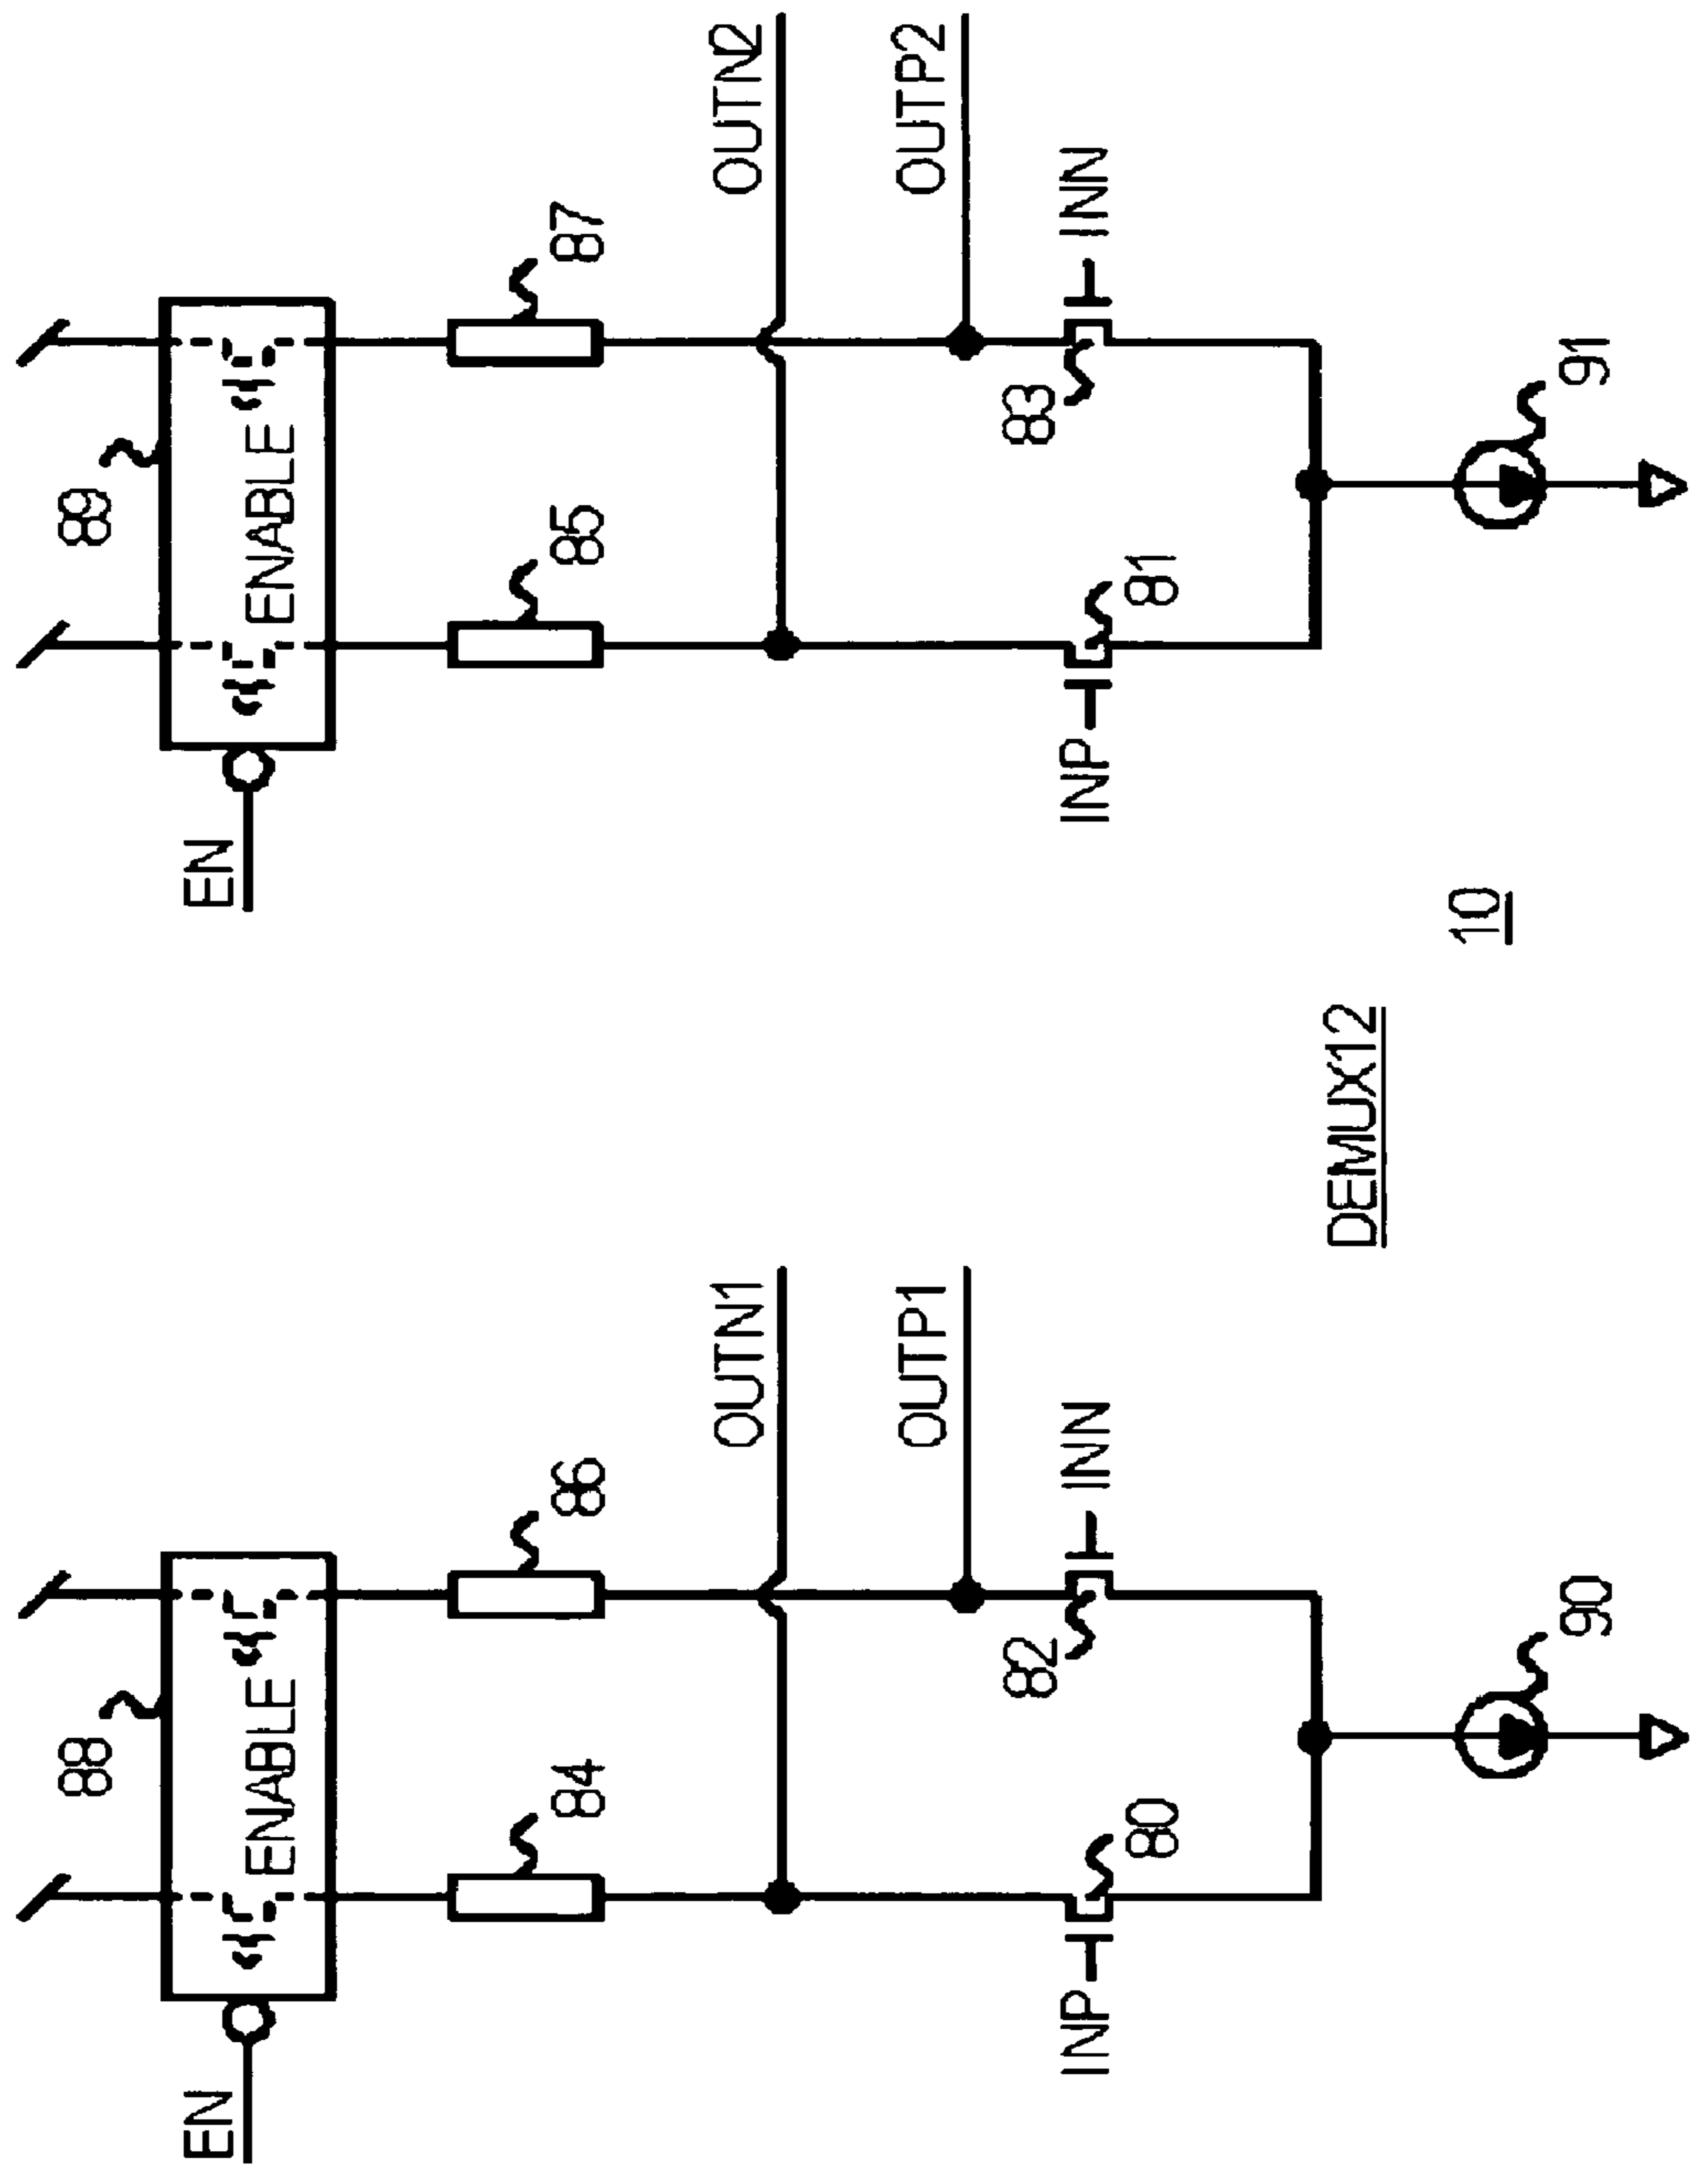 88
EN
ENABLE
84
86
OUTN1
OUTP1
INP
80
82
INN
90
DEMUX12
10
89
EN
ENABLE
85
87
OUTN2
OUTP2
INP
81
83
INN
91